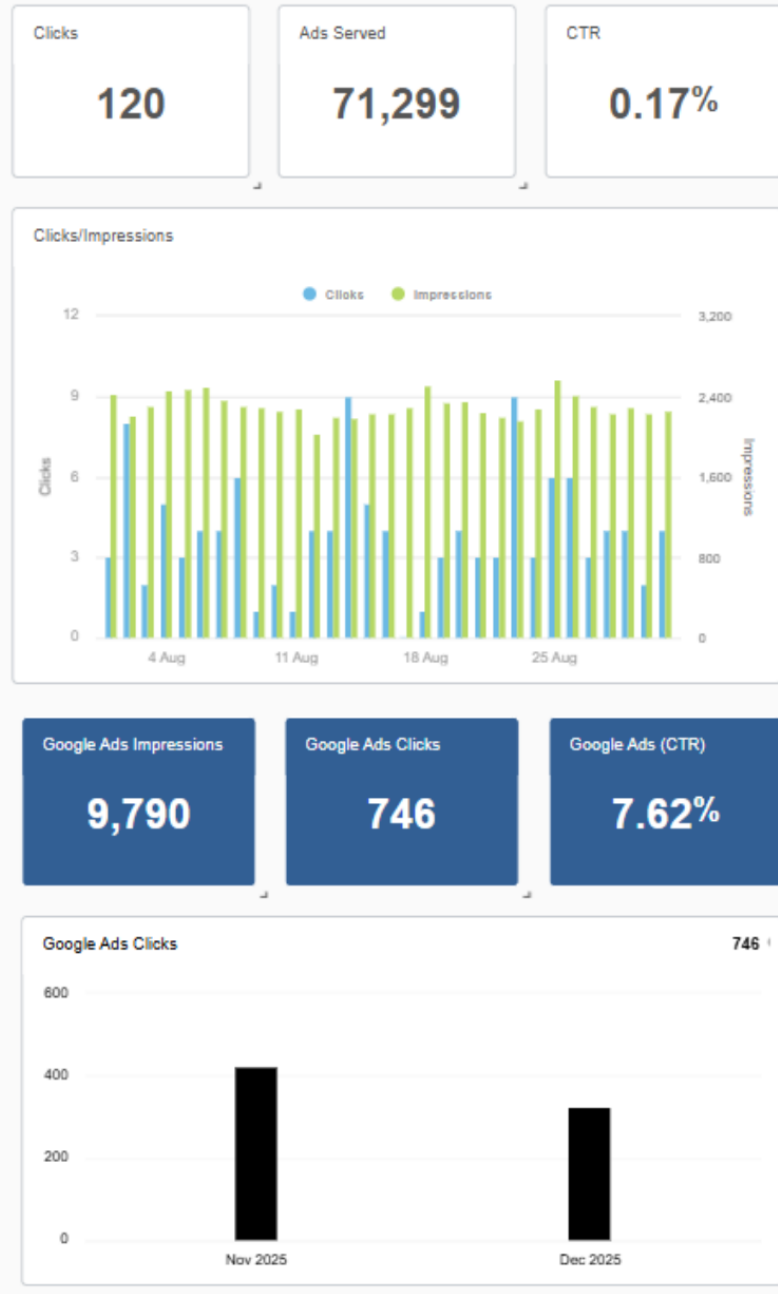 Clicks
Ads Served
CTR
120
71,299
0.17%
Clicks/Impressions
Clicks
Impressions
12
3,200
9
2,400
6
1,600
3
800
0
0
Clicks
Impressions
4 Aug
11 Aug
18 Aug
25 Aug
Google Ads Impressions
Google Ads Clicks
Google Ads (CTR)
9,790
746
7.62%
Google Ads Clicks
746
600
400
200
0
Nov 2025
Dec 2025